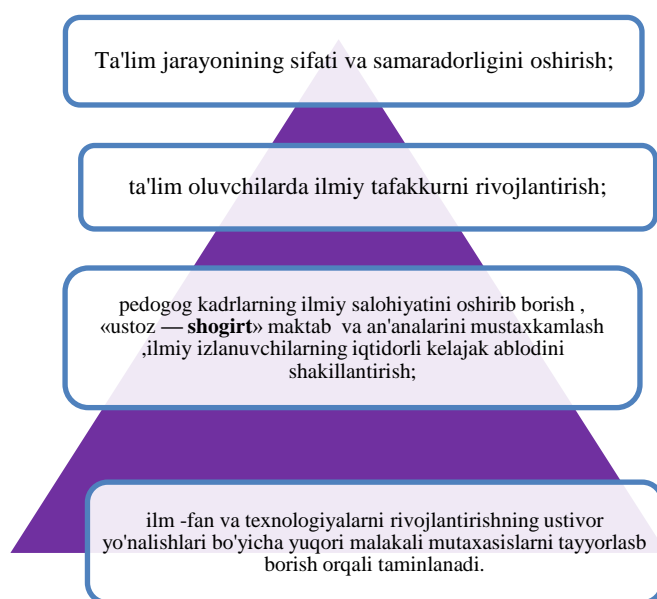 Ta'lim jarayonining sifati va samaradorligini oshirish;
ta'lim oluvchilarda ilmiy tafakkurni rivojlantirish;
pedogog kadrlarning ilmiy salohiyatini oshirib borish ,
«ustoz — shogirt» maktab va an'analarini mustaxkamlash
,ilmiy izlanuvchilarning iqtidorli kelajak ablodini
shakillantirish;
ilm -fan va texnologiyalarni rivojlantirishning ustivor
yo'nalishlari bo'yicha yuqori malakali mutaxasislarni tayyorlasb
borish orqali taminlanadi.